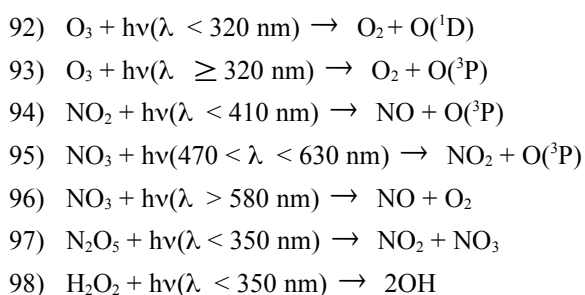 92) O₃ + hν(λ < 320 nm) → O₂ + O(¹D)
93) O₃ + hν(λ ≥ 320 nm) → O₂ + O(³P)
94) NO₂ + hν(λ < 410 nm) → NO + O(³P)
95) NO₃ + hν(470 < λ < 630 nm) → NO₂ + O(³P)
96) NO₃ + hν(λ > 580 nm) → NO + O₂
97) N₂O₅ + hν(λ < 350 nm) → NO₂ + NO₃
98) H₂O₂ + hν(λ < 350 nm) → 2OH